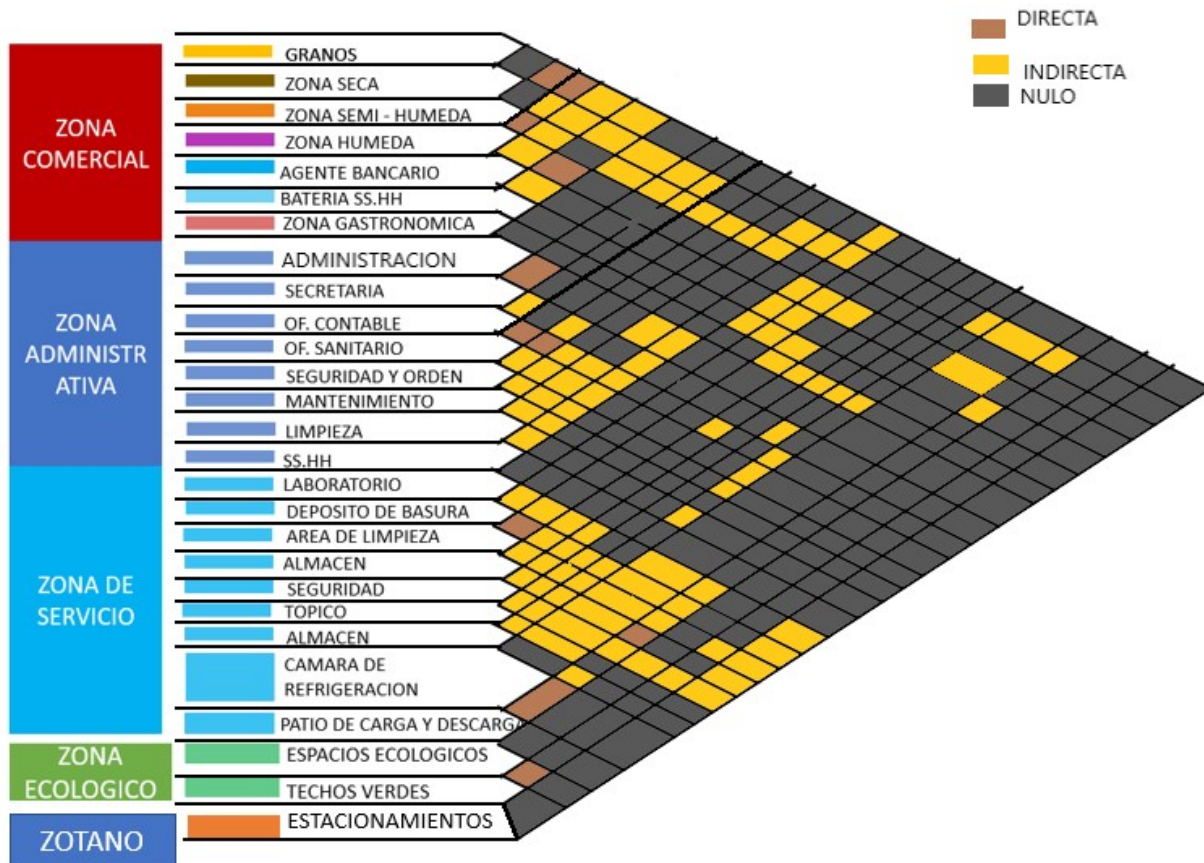 DIRECTA
INDIRECTA
NULO
ZONA
COMERCIAL
GRANOS
ZONA SECA
ZONA SEMI - HUMEDA
ZONA HUMEDA
AGENTE BANCARIO
BATERIA SS.HH
ZONA GASTRONOMICA
ZONA
ADMINISTR
ATIVA
ADMINISTRACION
SECRETARIA
OF. CONTABLE
OF. SANITARIO
SEGURIDAD Y ORDEN
MANTENIMIENTO
LIMPIEZA
SS.HH
ZONA DE
SERVICIO
LABORATORIO
DEPOSITO DE BASURA
AREA DE LIMPIEZA
ALMACEN
SEGURIDAD
TOPICO
ALMACEN
CAMARA DE
REFRIGERACION
PATIO DE CARGA Y DESCARGA
ZONA
ECOLOGICO
ESPACIOS ECOLOGICOS
TECHOS VERDES
ZOTANO
ESTACIONAMIENTOS